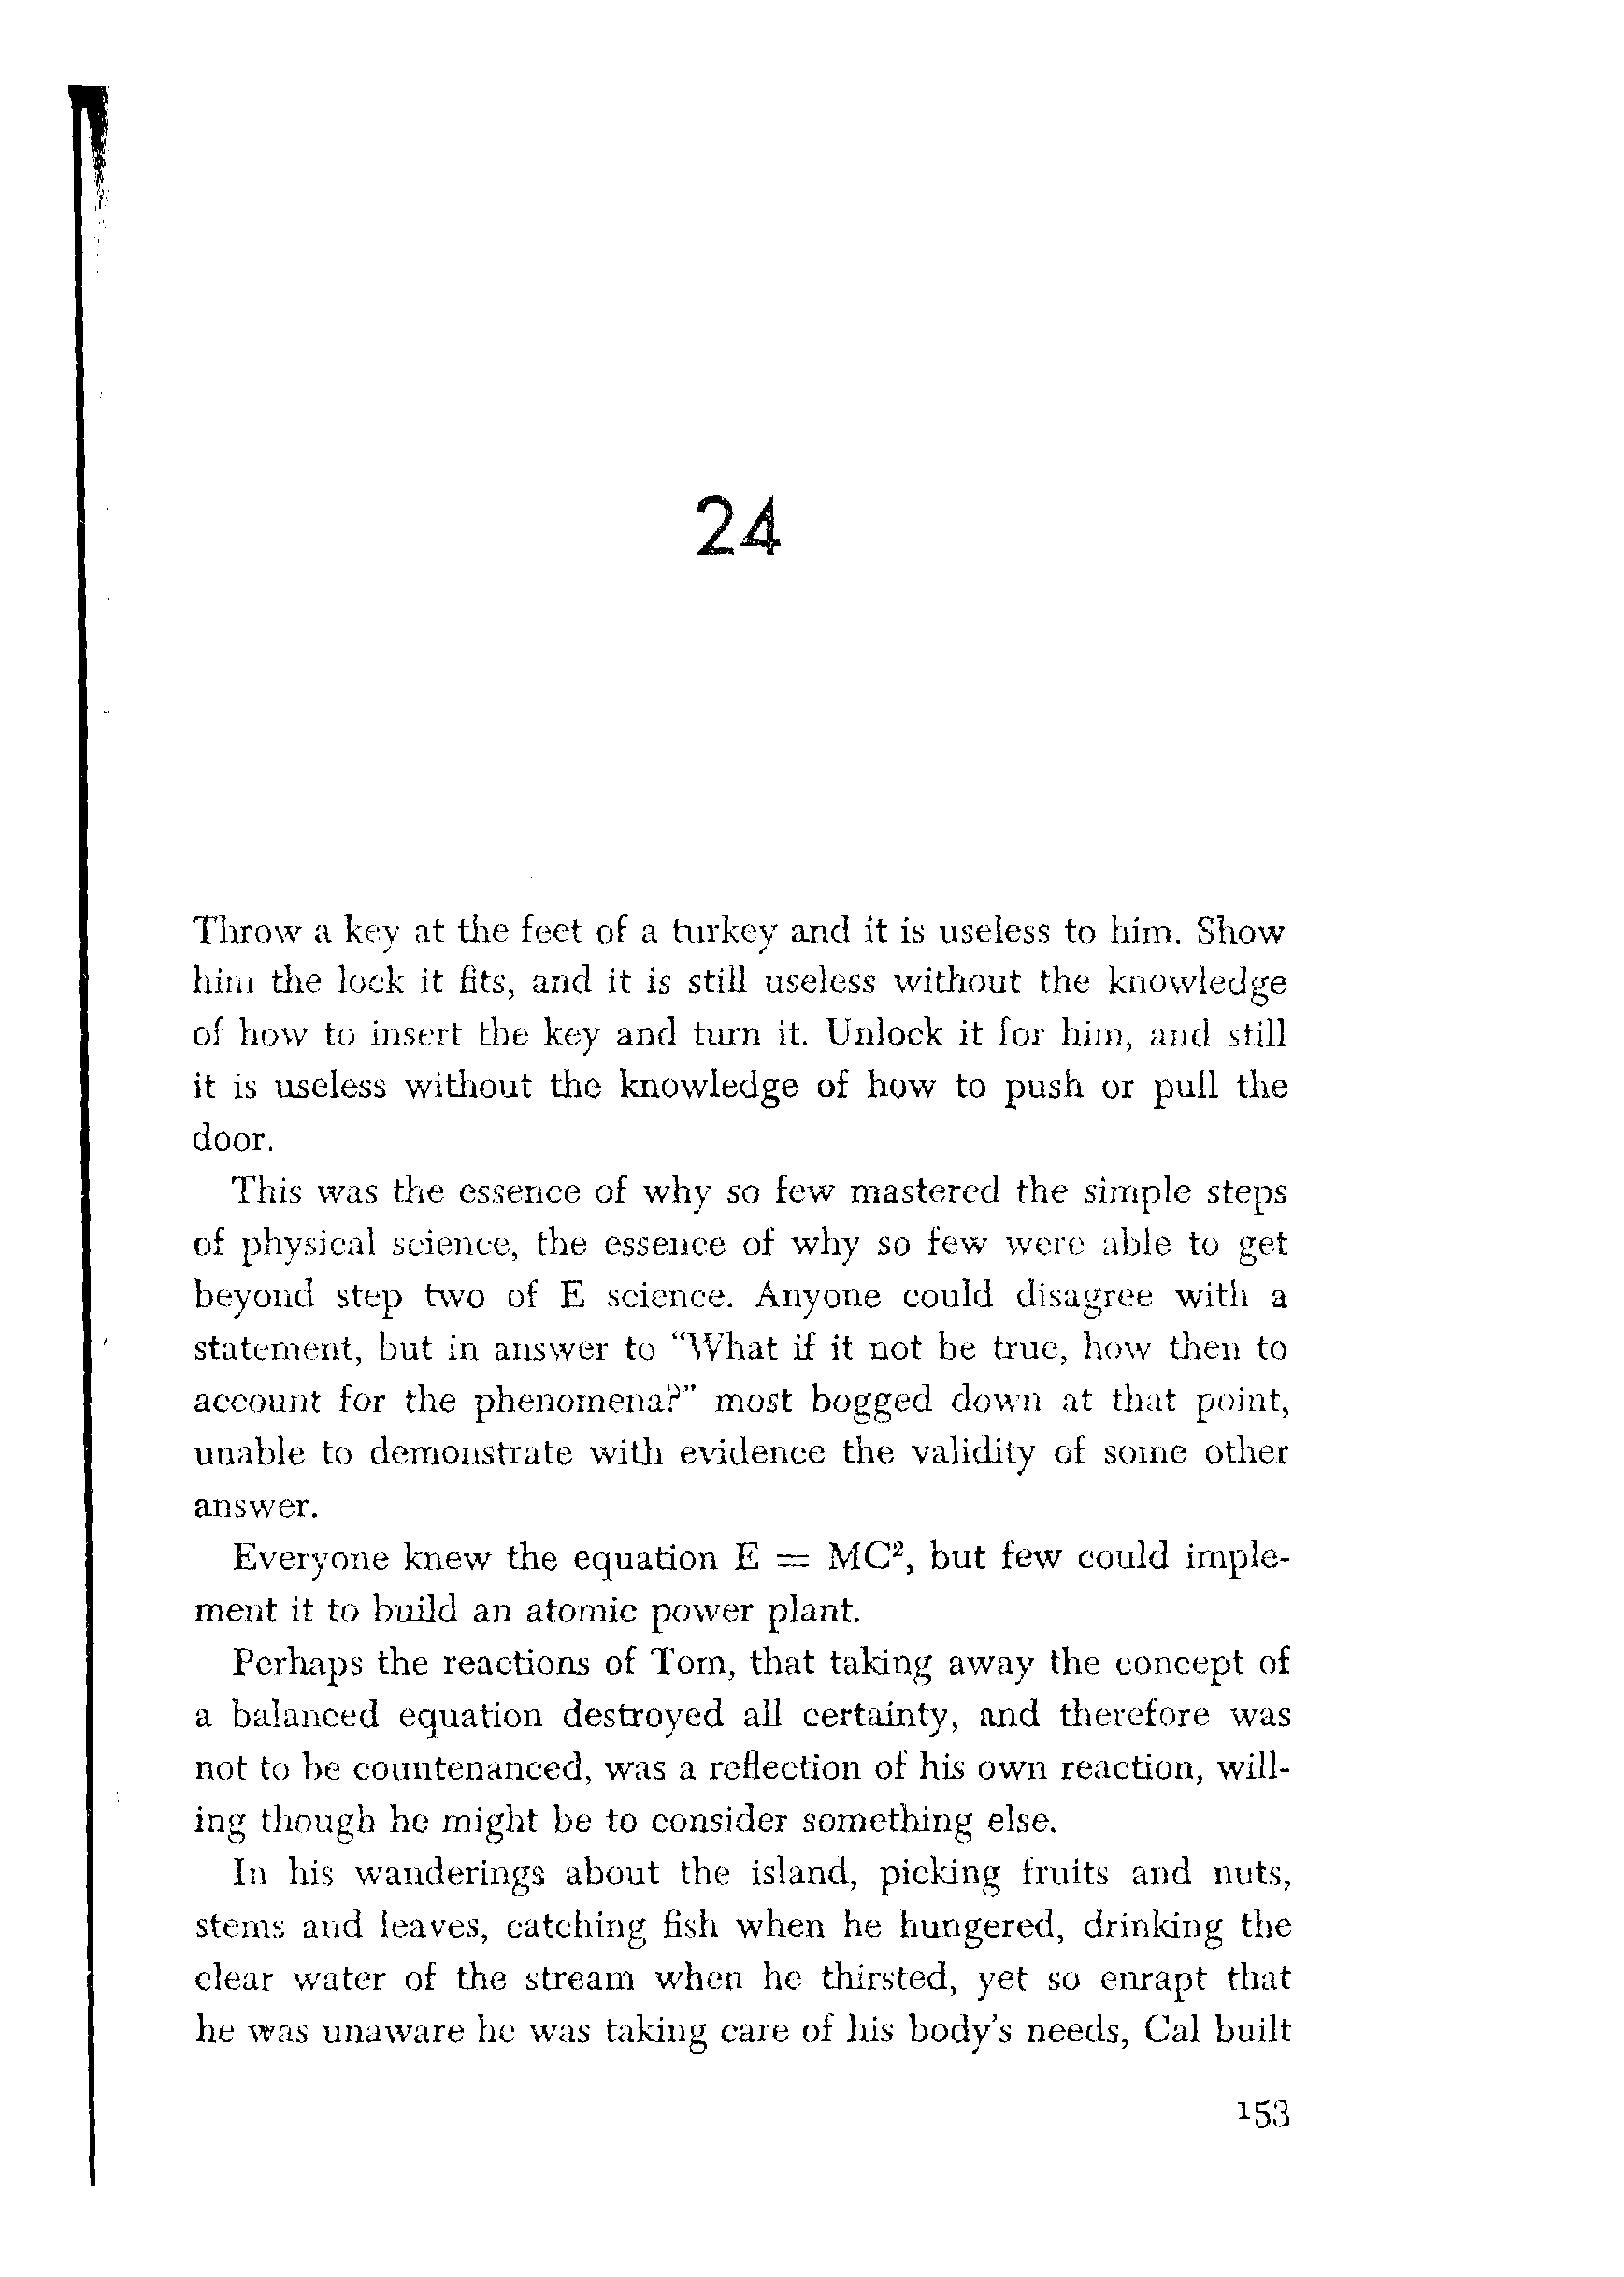 24
Throw a key at the feet of a turkey and it is useless to him. Show
him the lock it fits, and it is still useless without the knowledge
of how to insert the key and turn it. Unlock it for him, and still
it is useless without the knowledge of how to push or pull the
door.
This was the essence of why so few mastered the simple steps
of physical science, the essence of why so few were able to get
beyond step two of E science. Anyone could disagree with a
statement, but in answer to “What if it not be true, how then to
account for the phenomena?” most bogged down at that point,
unable to demonstrate with evidence the validity of some other
answer.
Everyone knew the equation E = MC², but few could imple-
ment it to build an atomic power plant.
Perhaps the reactions of Tom, that taking away the concept of
a balanced equation destroyed all certainty, and therefore was
not to be countenanced, was a reflection of his own reaction, will-
ing though he might be to consider something else.
In his wanderings about the island, picking fruits and nuts,
stems and leaves, catching fish when he hungered, drinking the
clear water of the stream when he thirsted, yet so enrapt that
he was unaware he was taking care of his body’s needs, Cal built
153